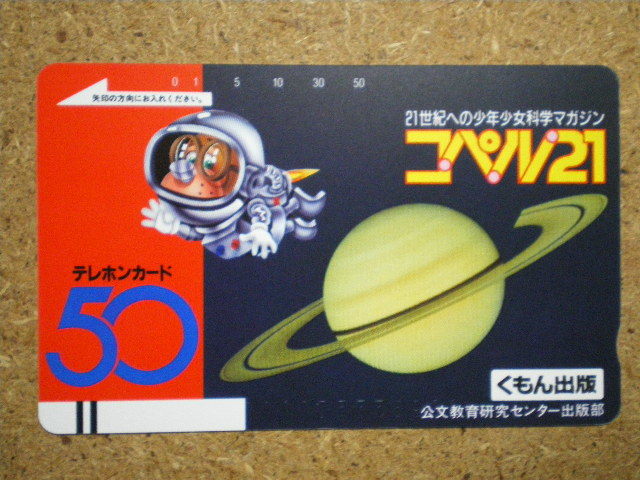 0 1 5 10 30 50
矢印の方向にお入れください。
21世紀への少年少女科学マガジン
コペル21
テレホンカード
50
くもん出版
公文教育研究センター出版部